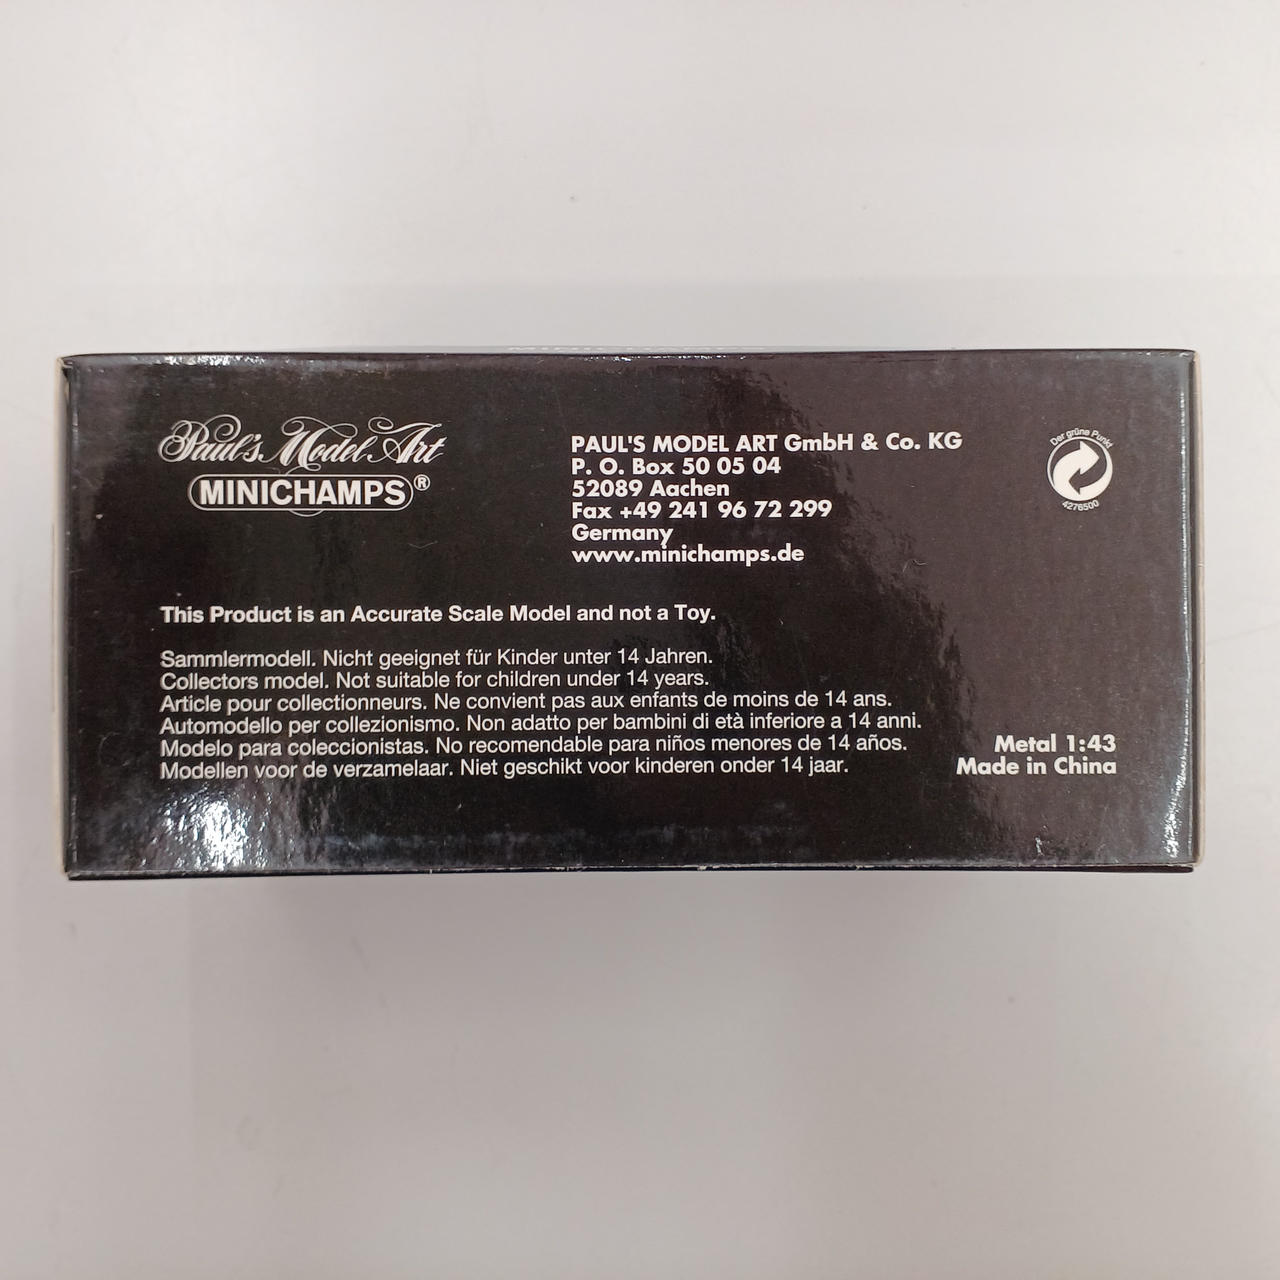 Paul's Model Art
MINICHAMPS®
PAUL'S MODEL ART GmbH & Co. KG
P. O. Box 50 05 04
52089 Aachen
Fax +49 241 96 72 299
Germany
www.minichamps.de
Der grüne Punkt
4276500
This Product is an Accurate Scale Model and not a Toy.
Sammlermodell. Nicht geeignet für Kinder unter 14 Jahren.
Collectors model. Not suitable for children under 14 years.
Article pour collectionneurs. Ne convient pas aux enfants de moins de 14 ans.
Automodello per collezionismo. Non adatto per bambini di età inferiore a 14 anni.
Modelo para coleccionistas. No recomendable para niños menores de 14 años.
Modellen voor de verzamelaar. Niet geschikt voor kinderen onder 14 jaar.
Metal 1:43
Made in China